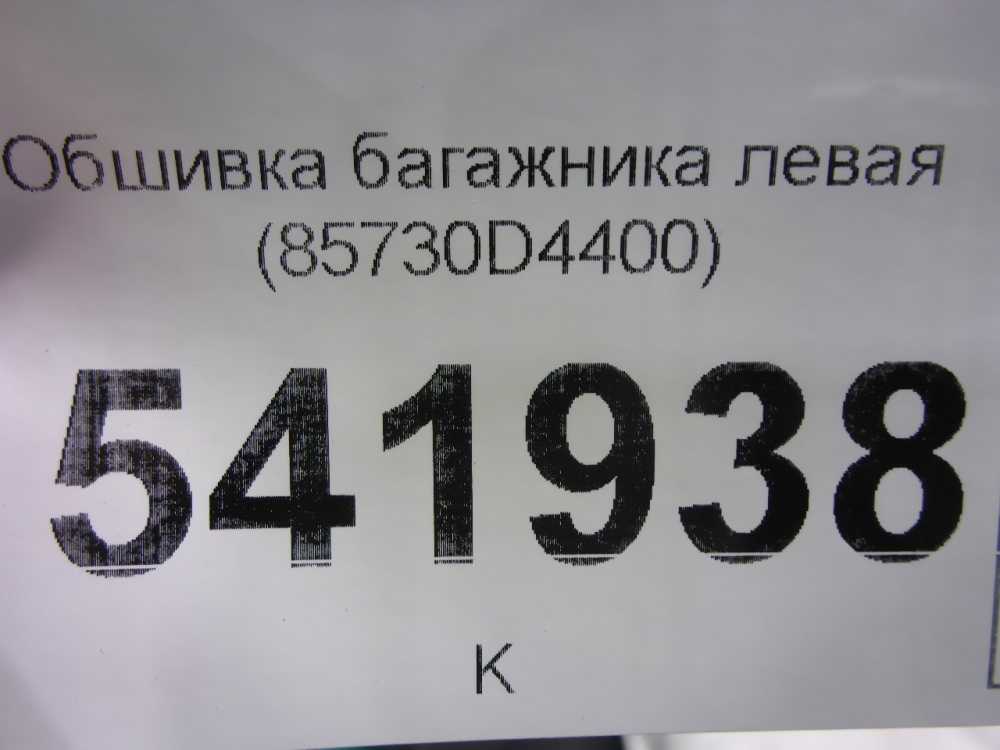 Обшивка багажника левая
(85730D4400)
541938
К